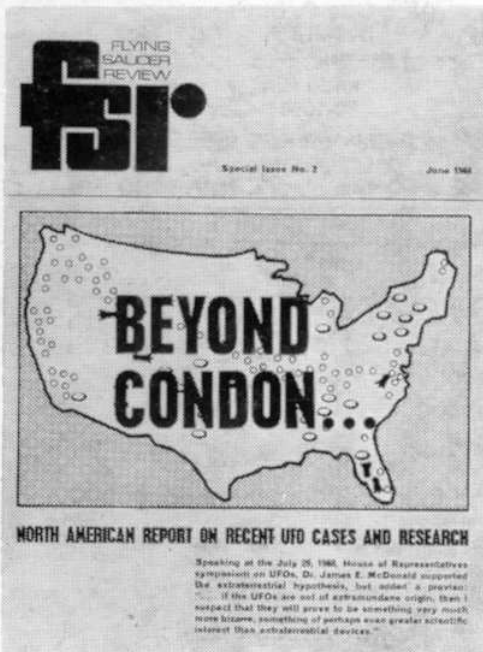 FLYING
SAUCER
REVIEW
fsr
Special Issue No. 2 June
BEYOND
CONDON...
NORTH AMERICAN REPORT ON RECENT UFO CASES AND RESEARCH
Speaking at the July 29, 1968, House of Representatives
symposium on UFOs, Dr. James E. McDonald supported
the extraterrestrial hypothesis, but added a proviso:
". . . if the UFOs are not of extramundane origin, then I
suspect that they will prove to be something very much
more bizarre, something of perhaps even greater scientific
interest than extraterrestrial devices."